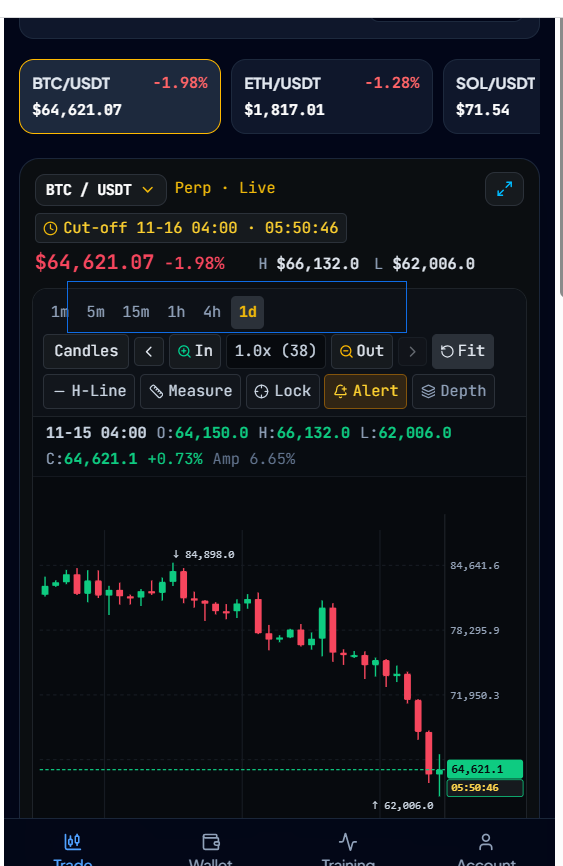 BTC/USDT -1.98%
$64,621.07
ETH/USDT -1.28%
$1,817.01
SOL/USDT
$71.54
BTC / USDT Perp · Live
Cut-off 11-16 04:00 · 05:50:46
$64,621.07 -1.98% H $66,132.0 L $62,006.0
1m 5m 15m 1h 4h 1d
Candles < In 1.0x (38) Out > Fit
— H-Line Measure Lock Alert Depth
11-15 04:00 O:64,150.0 H:66,132.0 L:62,006.0
C:64,621.1 +0.73% Amp 6.65%
↓ 84,898.0
84,641.6
78,295.9
71,950.3
64,621.1
05:50:46
↑ 62,006.0
Trade Wallet Training Account